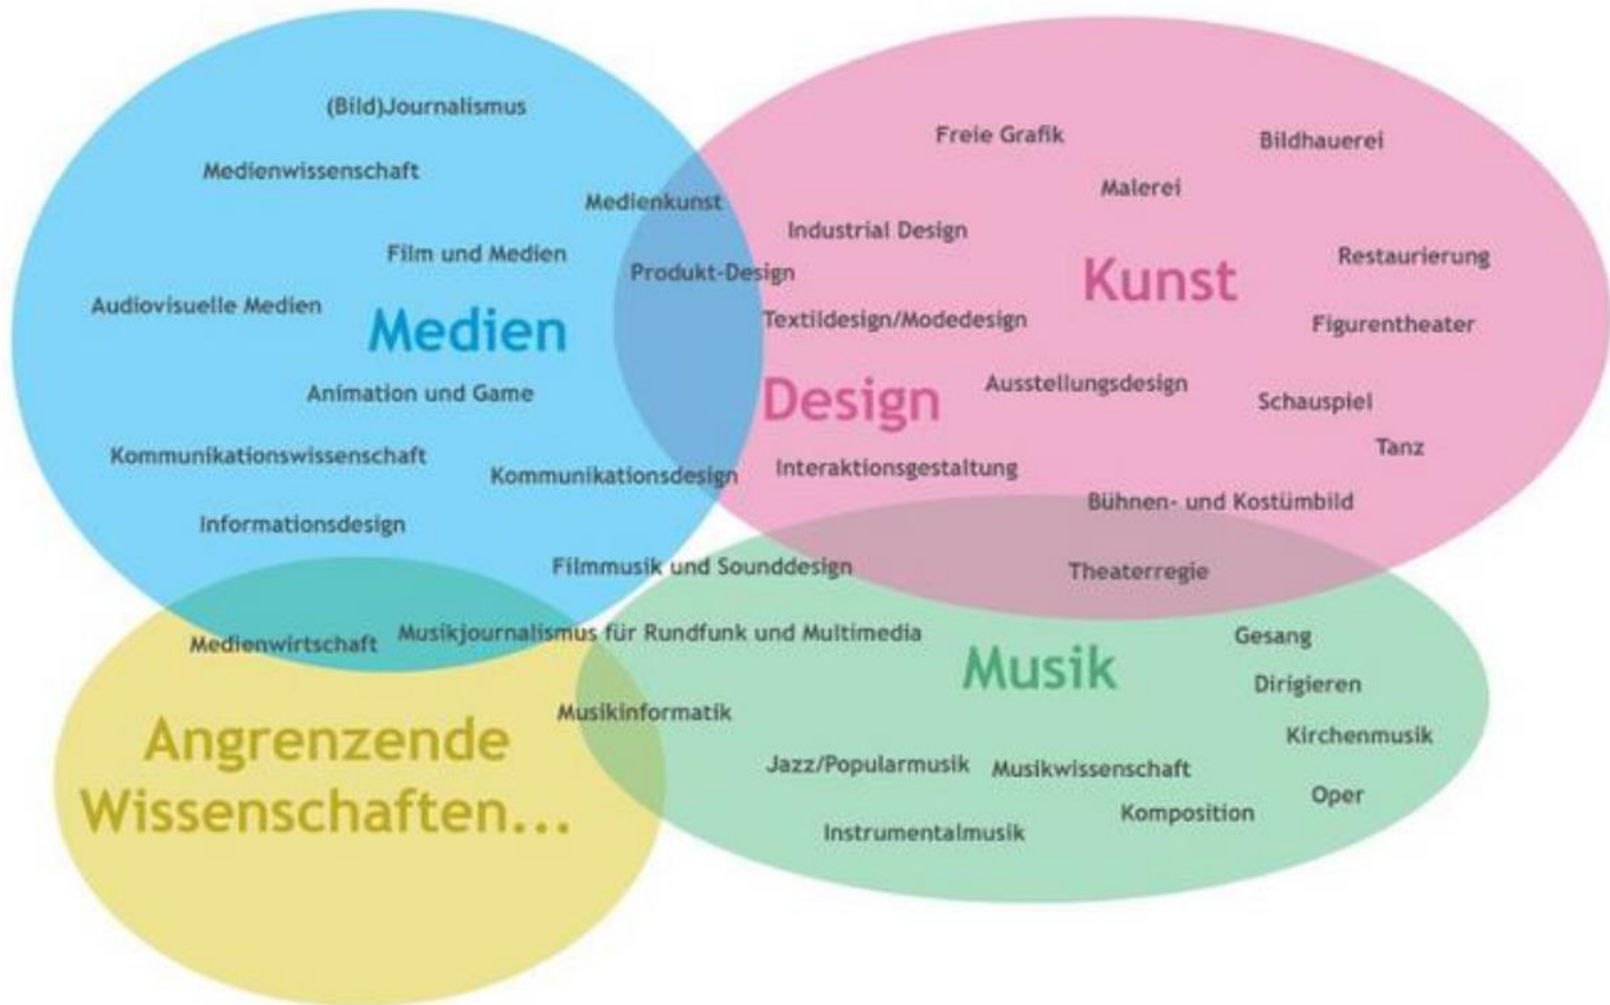 (Bild)Journalismus
Medienwissenschaft
Medienkunst
Film und Medien
Audiovisuelle Medien
Medien
Animation und Game
Kommunikationswissenschaft
Kommunikationsdesign
Informationsdesign
Freie Grafik
Bildhauerei
Malerei
Industrial Design
Produkt-Design
Kunst
Restaurierung
Textildesign/Modedesign
Figurentheater
Design
Ausstellungsdesign
Schauspiel
Tanz
Interaktionsgestaltung
Bühnen- und Kostümbild
Filmmusik und Sounddesign
Theaterregie
Medienwirtschaft
Musikjournalismus für Rundfunk und Multimedia
Angrenzende
Wissenschaften...
Musikinformatik
Musik
Gesang
Dirigieren
Kirchenmusik
Jazz/Popularmusik
Musikwissenschaft
Oper
Komposition
Instrumentalmusik